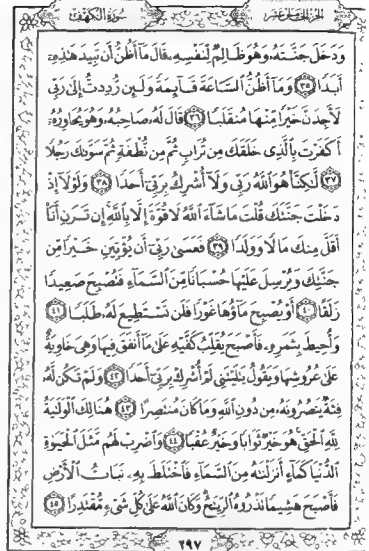 سورة الكهف
الجزء الخامس عشر
وَدَخَلَ جَنَّتَهُۥ وَهُوَ ظَالِمٌ لِّنَفْسِهِۦ قَالَ مَآ أَظُنُّ أَن تَبِيدَ هَٰذِهِۦٓ
أَبَدًا ﴿٣٥﴾ وَمَآ أَظُنُّ ٱلسَّاعَةَ قَآئِمَةً وَلَئِن رُّدِدتُّ إِلَىٰ رَبِّى
لَأَجِدَنَّ خَيْرًا مِّنْهَا مُنقَلَبًا ﴿٣٦﴾ قَالَ لَهُۥ صَاحِبُهُۥ وَهُوَ يُحَاوِرُهُۥٓ
أَكَفَرْتَ بِٱلَّذِى خَلَقَكَ مِن تُرَابٍ ثُمَّ مِن نُّطْفَةٍ ثُمَّ سَوَّىٰكَ رَجُلًا
﴿٣٧﴾ لَّٰكِنَّا۠ هُوَ ٱللَّهُ رَبِّى وَلَآ أُشْرِكُ بِرَبِّىٓ أَحَدًا ﴿٣٨﴾ وَلَوْلَآ إِذْ
دَخَلْتَ جَنَّتَكَ قُلْتَ مَا شَآءَ ٱللَّهُ لَا قُوَّةَ إِلَّا بِٱللَّهِ إِن تَرَنِ أَنَا۠
أَقَلَّ مِنكَ مَالًا وَوَلَدًا ﴿٣٩﴾ فَعَسَىٰ رَبِّىٓ أَن يُؤْتِيَنِ خَيْرًا مِّن
جَنَّتِكَ وَيُرْسِلَ عَلَيْهَا حُسْبَانًا مِّنَ ٱلسَّمَآءِ فَتُصْبِحَ صَعِيدًا
زَلَقًا ﴿٤٠﴾ أَوْ يُصْبِحَ مَآؤُهَا غَوْرًا فَلَن تَسْتَطِيعَ لَهُۥ طَلَبًا ﴿٤١﴾
وَأُحِيطَ بِثَمَرِهِۦ فَأَصْبَحَ يُقَلِّبُ كَفَّيْهِ عَلَىٰ مَآ أَنفَقَ فِيهَا وَهِىَ خَاوِيَةٌ
عَلَىٰ عُرُوشِهَا وَيَقُولُ يَٰلَيْتَنِى لَمْ أُشْرِكْ بِرَبِّىٓ أَحَدًا ﴿٤٢﴾ وَلَمْ تَكُن لَّهُۥ
فِئَةٌ يَنصُرُونَهُۥ مِن دُونِ ٱللَّهِ وَمَا كَانَ مُنتَصِرًا ﴿٤٣﴾ هُنَالِكَ ٱلْوَلَٰيَةُ
لِلَّهِ ٱلْحَقِّ هُوَ خَيْرٌ ثَوَابًا وَخَيْرٌ عُقْبًا ﴿٤٤﴾ وَٱضْرِبْ لَهُم مَّثَلَ ٱلْحَيَوٰةِ
ٱلدُّنْيَا كَمَآءٍ أَنزَلْنَٰهُ مِنَ ٱلسَّمَآءِ فَٱخْتَلَطَ بِهِۦ نَبَاتُ ٱلْأَرْضِ
فَأَصْبَحَ هَشِيمًا تَذْرُوهُ ٱلرِّيَٰحُ وَكَانَ ٱللَّهُ عَلَىٰ كُلِّ شَىْءٍ مُّقْتَدِرًا ﴿٤٥﴾
٢٩٧